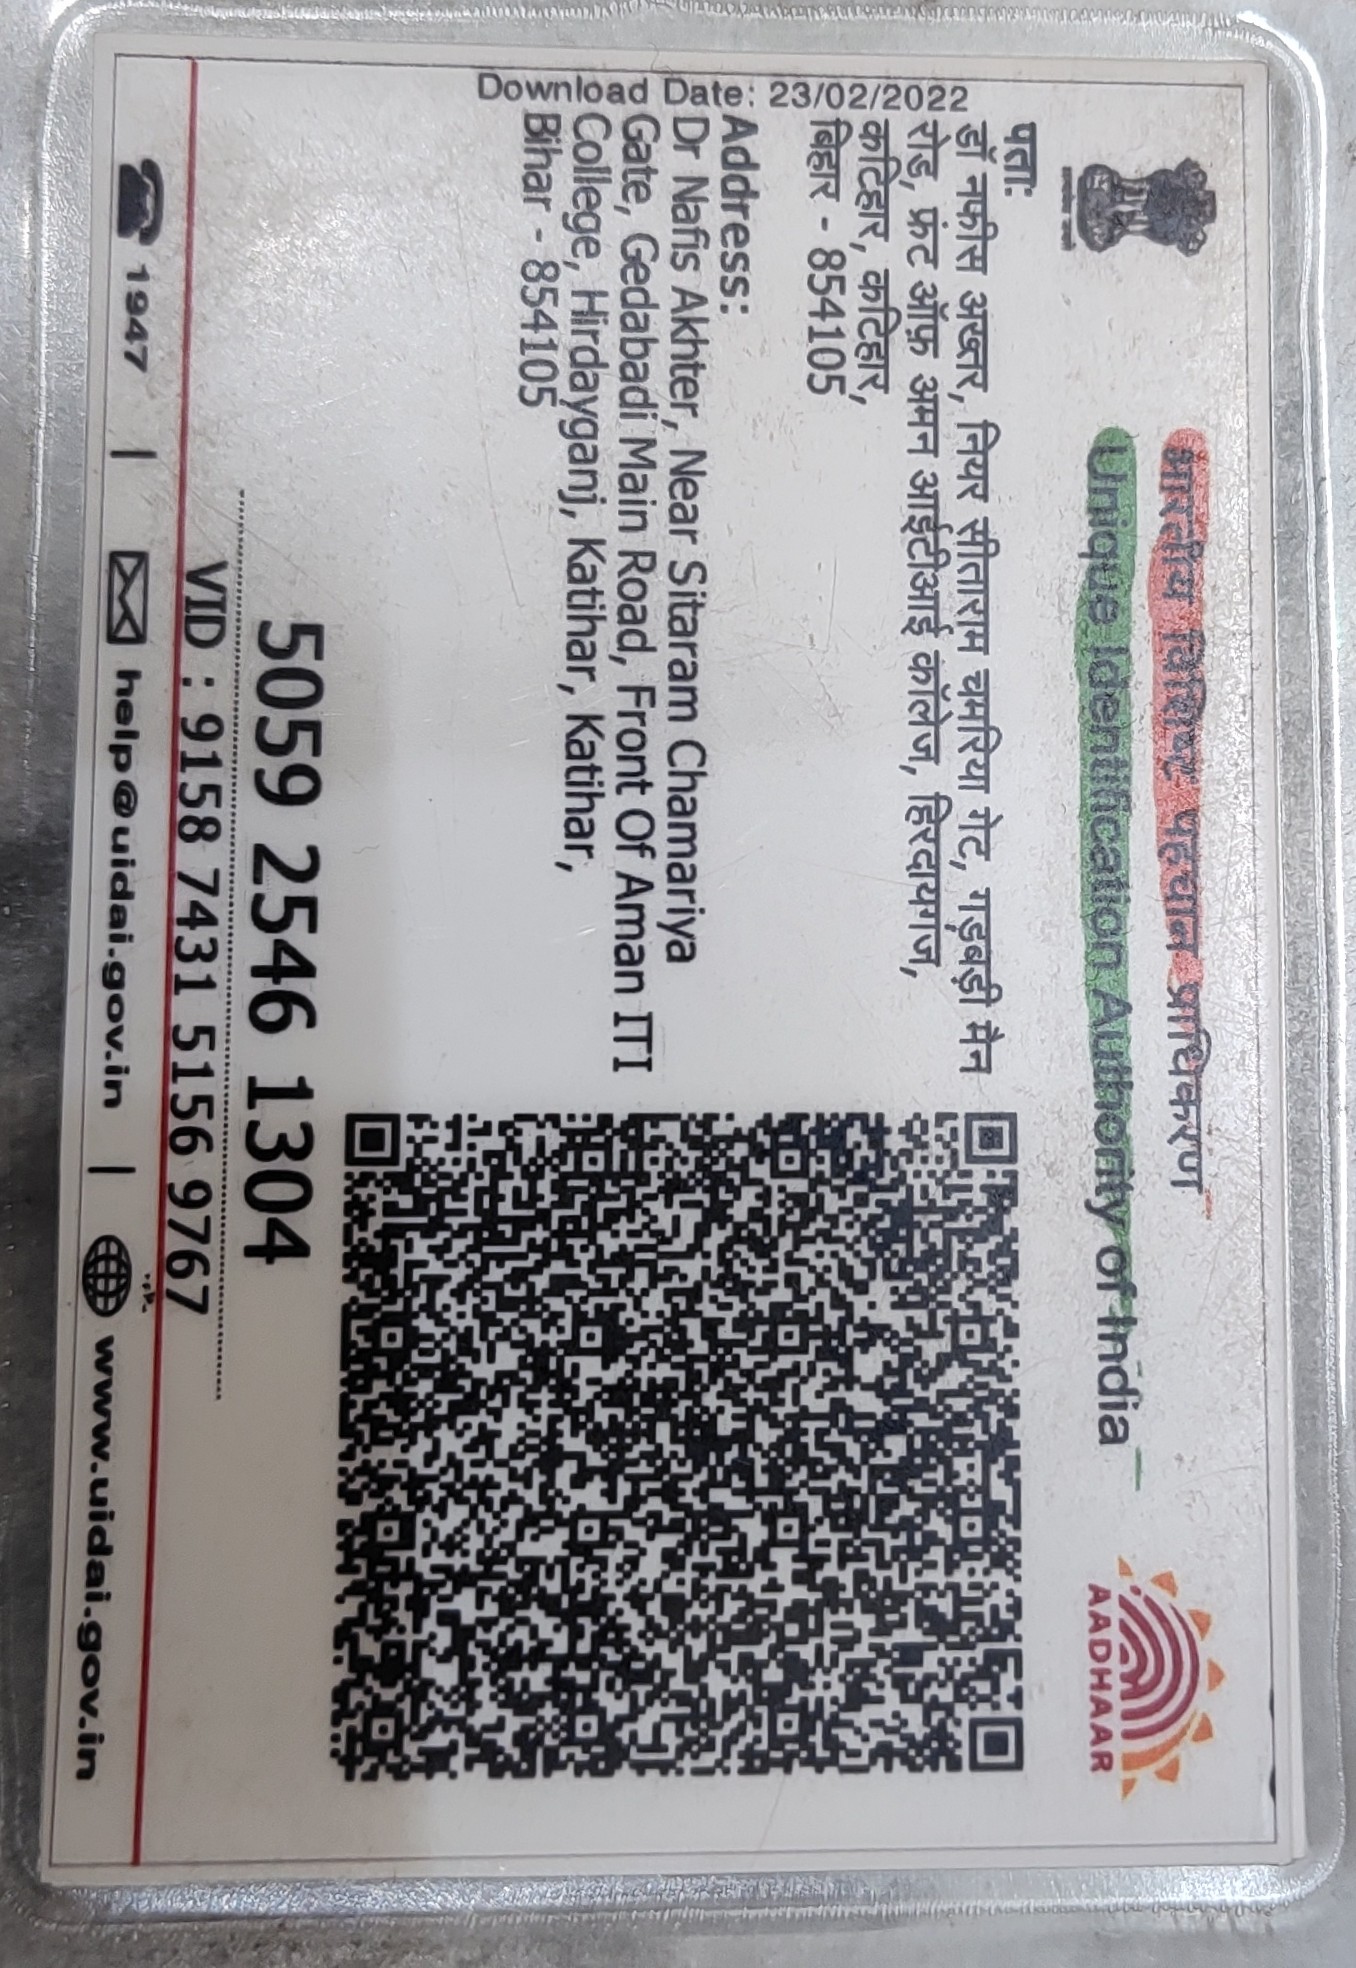 भारतीय विशिष्ट पहचान प्राधिकरण
Unique Identification Authority of India
AADHAAR
पता:
डॉ नफीस अख्तर, नियर सीताराम चमरिया गेट, गड़बड़ी मैन
रोड, फ्रंट ऑफ़ अमन आईटीआई कॉलेज, हिरदायगंज,
कटिहार, कटिहार,
बिहार - 854105
Address:
Dr Nafis Akhter, Near Sitaram Chamariya
Gate, Gedabadi Main Road, Front Of Aman ITI
College, Hirdayganj, Katihar, Katihar,
Bihar - 854105
Download Date: 23/02/2022
5059 2546 1304
VID : 9158 7431 5156 9767
1947 | help@uidai.gov.in | www.uidai.gov.in